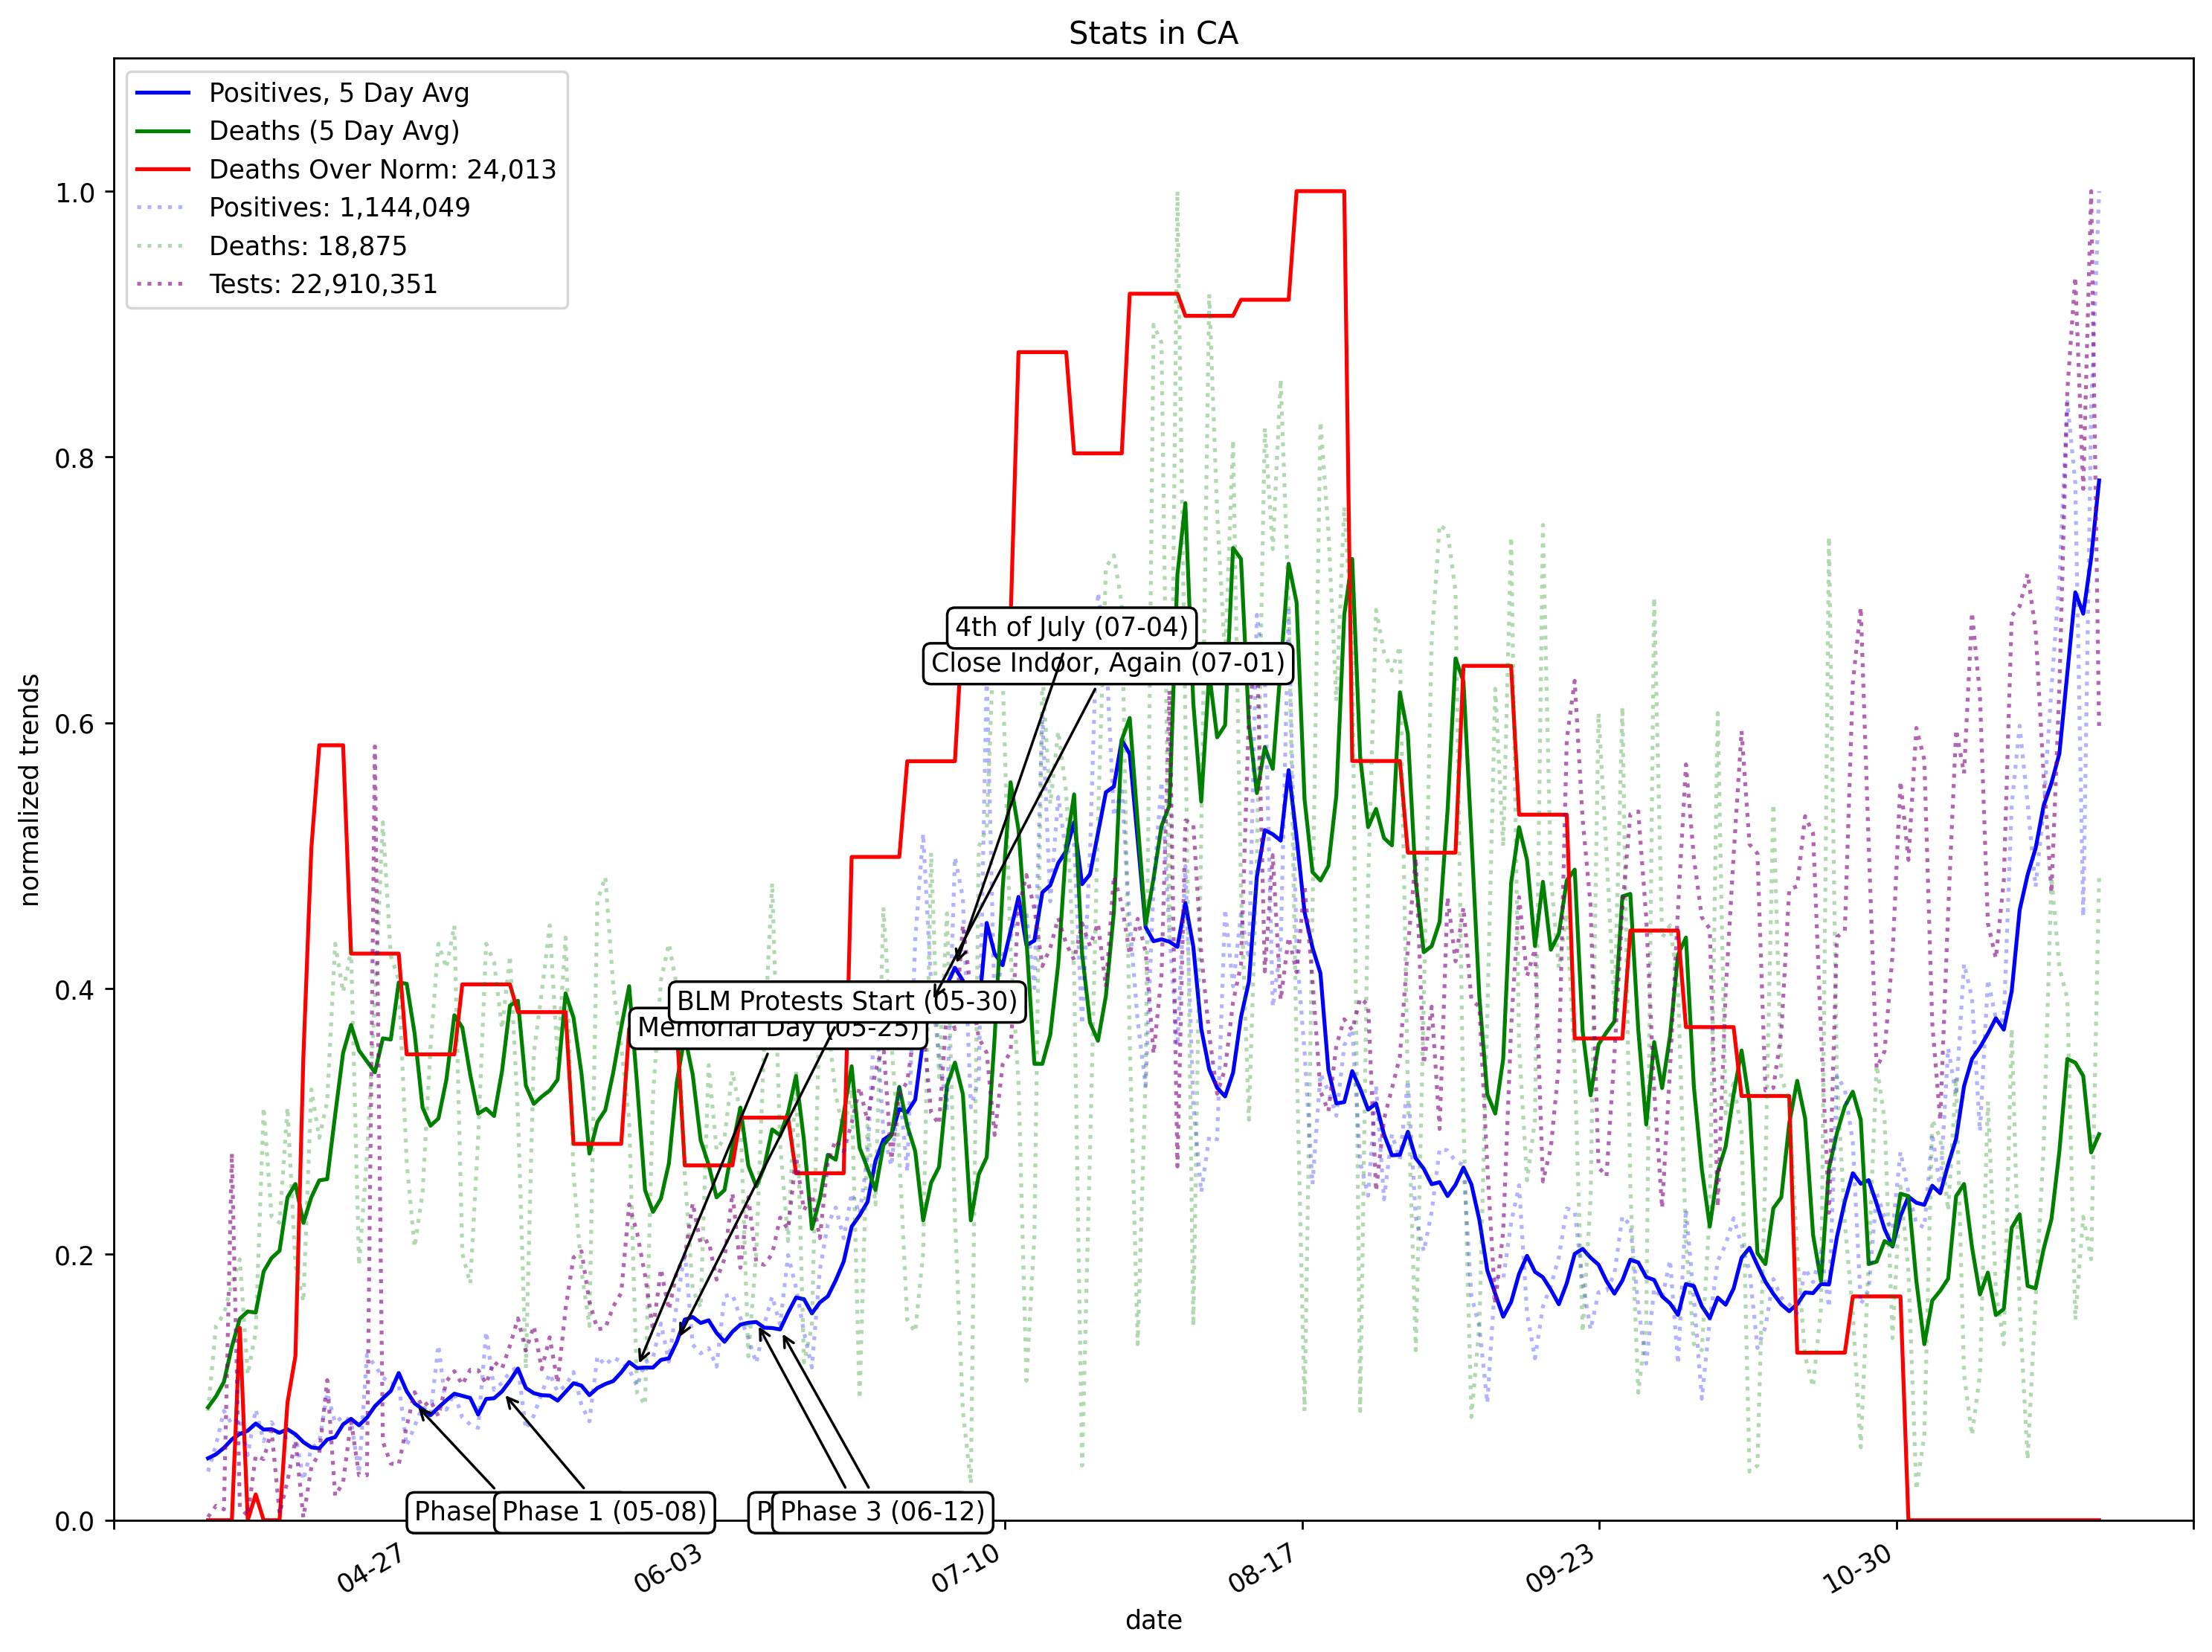 Stats in CA
Positives, 5 Day Avg
Deaths (5 Day Avg)
Deaths Over Norm: 24,013
Positives: 1,144,049
Deaths: 18,875
Tests: 22,910,351
normalized trends
1.0
0.8
0.6
0.4
0.2
0.0
4th of July (07-04)
Close Indoor, Again (07-01)
BLM Protests Start (05-30)
Memorial Day (05-25)
Phase
Phase 1 (05-08)
P
Phase 3 (06-12)
04-27
06-03
07-10
08-17
09-23
10-30
date